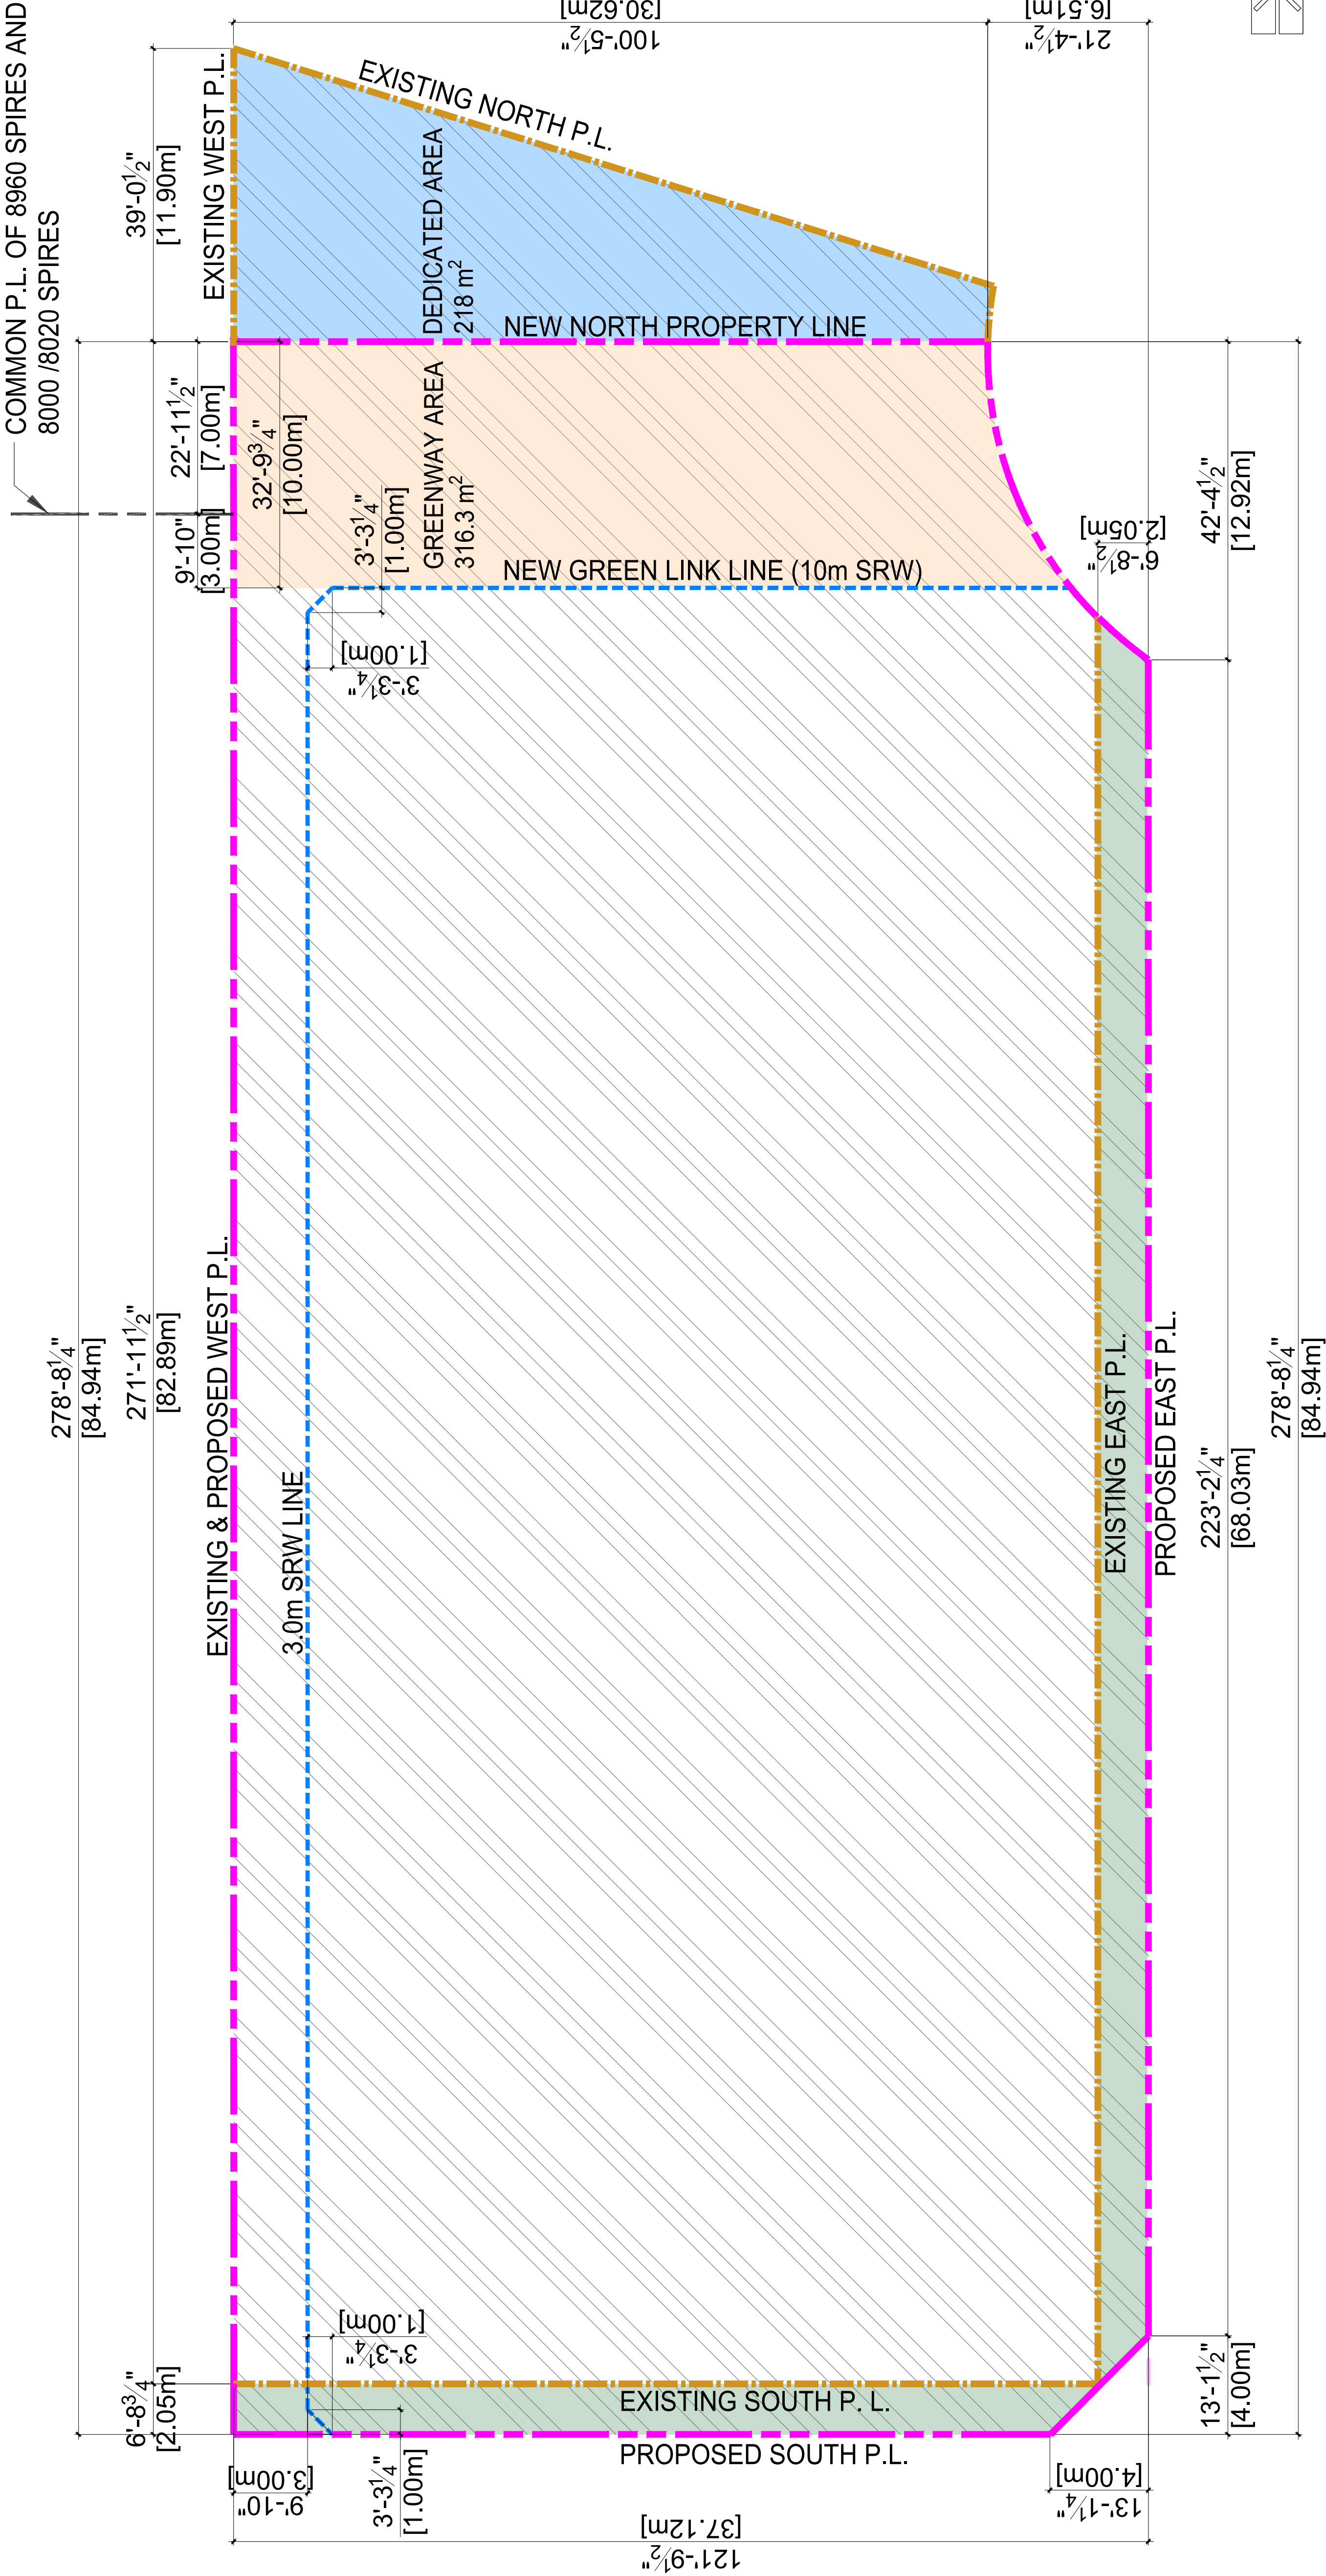 COMMON P.L. OF 8960 SPIRES AND
8000 /8020 SPIRES
100'-5½"
[30.62m]
21'-4½"
[6.51m]
39'-0½"
[11.90m]
EXISTING WEST P.L.
EXISTING NORTH P.L.
DEDICATED AREA
218 m²
NEW NORTH PROPERTY LINE
22'-11½"
[7.00m]
32'-9¾"
[10.00m]
9'-10"
[3.00m]
3'-3¼"
[1.00m]
GREENWAY AREA
316.3 m²
NEW GREEN LINK LINE (10m SRW)
6'-8½"
[2.05m]
42'-4½"
[12.92m]
3'-3¼"
[1.00m]
278'-8¼"
[84.94m]
271'-11½"
[82.89m]
EXISTING & PROPOSED WEST P.L.
3.0m SRW LINE
EXISTING EAST P.L.
PROPOSED EAST P.L.
223'-2¼"
[68.03m]
278'-8¼"
[84.94m]
6'-8¾"
[2.05m]
3'-3¼"
[1.00m]
EXISTING SOUTH P. L.
PROPOSED SOUTH P.L.
13'-1½"
[4.00m]
9'-10"
[3.00m]
3'-3¼"
[1.00m]
13'-1¼"
[4.00m]
121'-9½"
[37.12m]